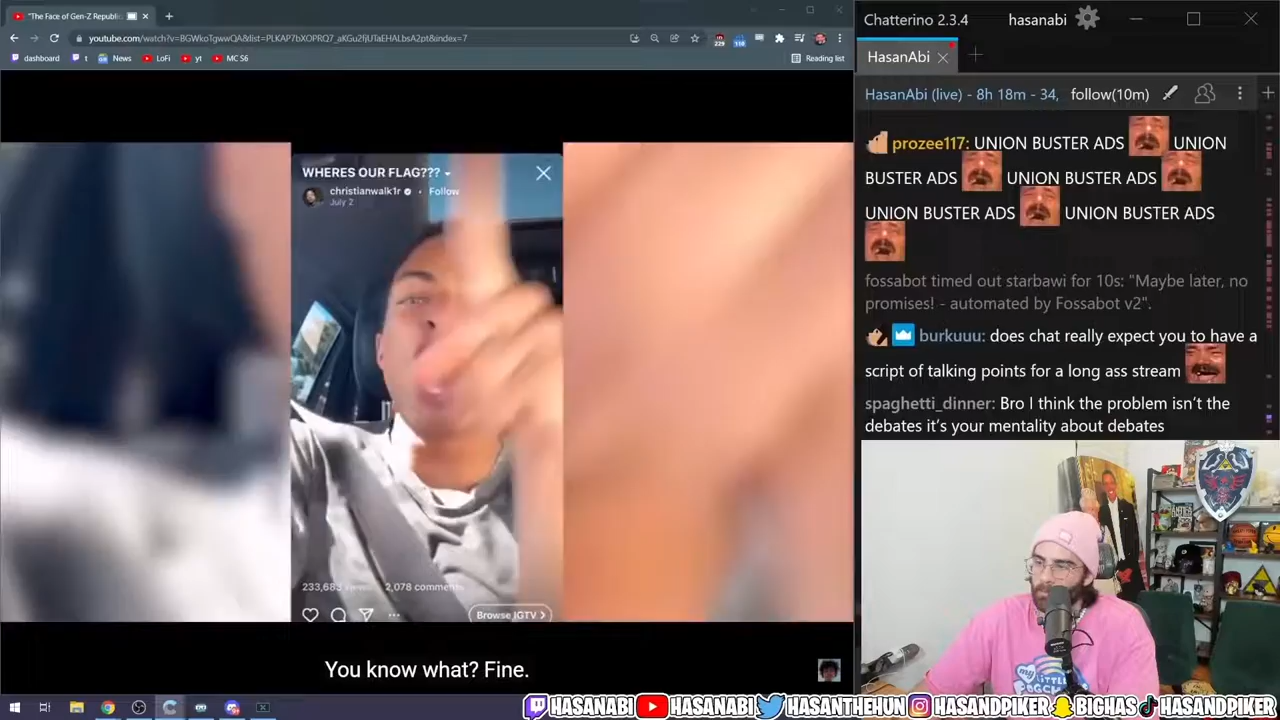 "The Face of Gen-Z Republic
youtube.com/watch?v=BGWkoTgwwQA&list=PLKAP7bXOPRQ7_aKGu2fjUTaEHALbsA2pt&index=7
dashboard
t
News
LoFi
yt
MC S6
Reading list
WHERES OUR FLAG???
christianwalk1r • Follow
July 2
233,683 views 2,078 comments
Browse IGTV >
You know what? Fine.
Chatterino 2.3.4 hasanabi
HasanAbi
HasanAbi (live) - 8h 18m - 34, follow(10m)
prozee117: UNION BUSTER ADS UNION
BUSTER ADS UNION BUSTER ADS
UNION BUSTER ADS UNION BUSTER ADS
fossabot timed out starbawi for 10s: "Maybe later, no
promises! - automated by Fossabot v2".
burkuuu: does chat really expect you to have a
script of talking points for a long ass stream
spaghetti_dinner: Bro I think the problem isn't the
debates it's your mentality about debates
HASANABI HASANABI HASANTHEHUN HASANDPIKER BIGHAS HASANDPIKER